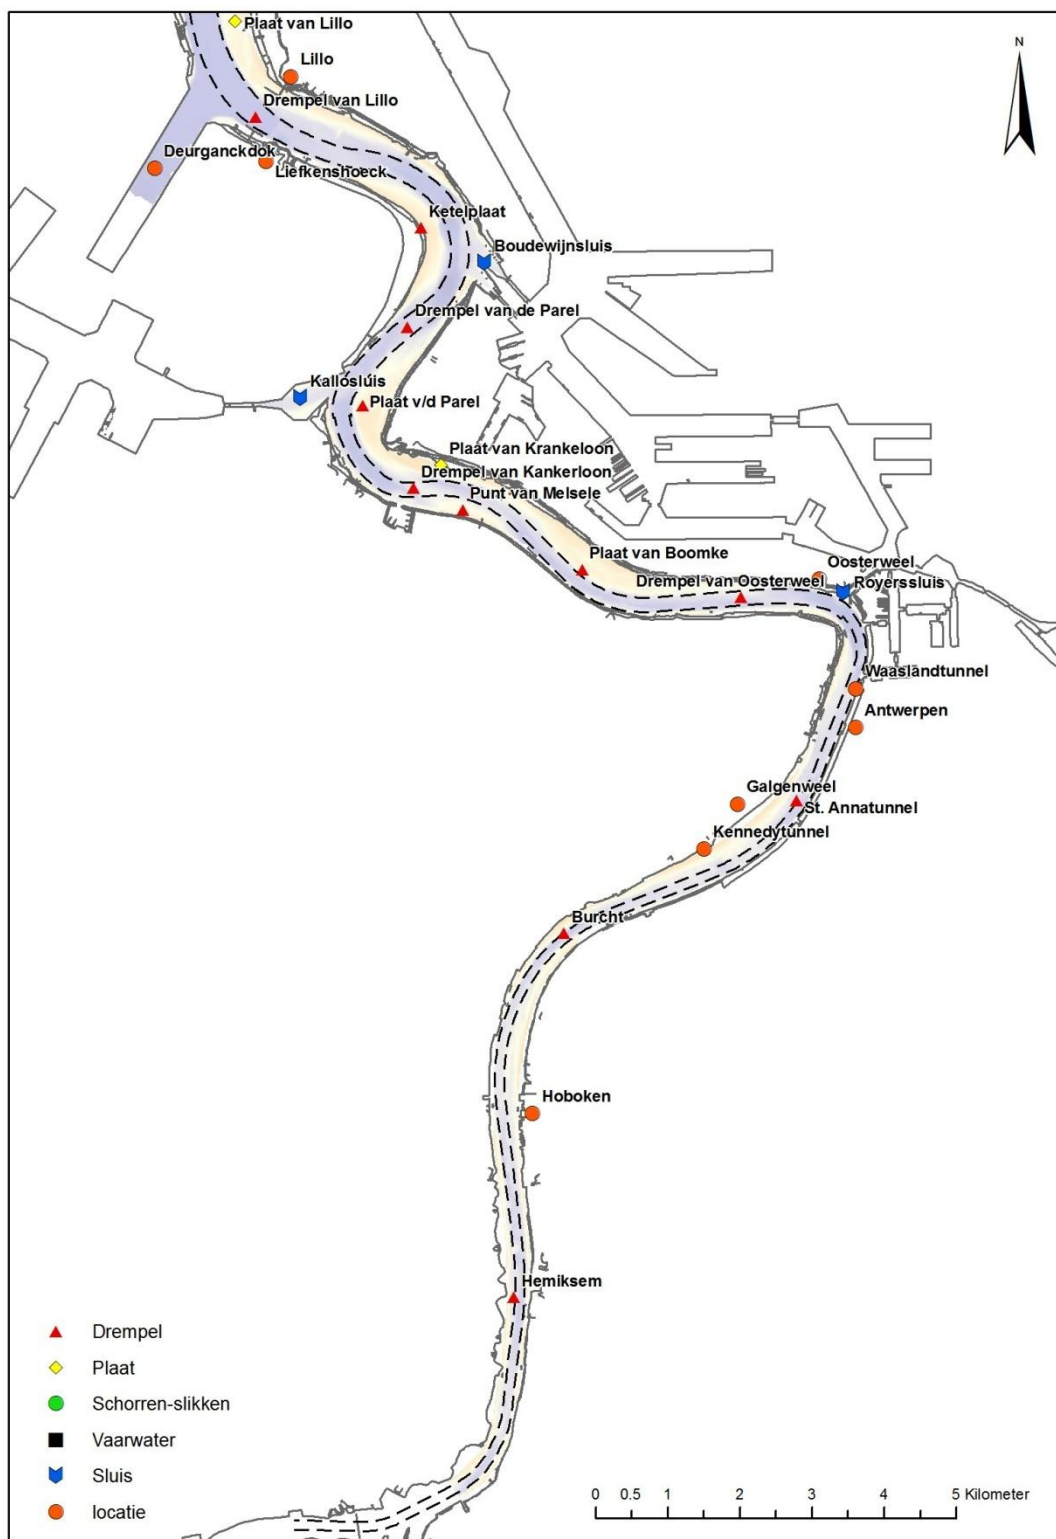 Plaat van Lillo
N
Lillo
Drempel van Lillo
Deurganckdok
Liefkenshoeck
Ketelplaat
Boudewijnsluis
Drempel van de Parel
Kallosluis
Plaat v/d Parel
Plaat van Krankeloon
Drempel van Kankerloon
Punt van Melsele
Plaat van Boomke
Oosterweel
Drempel van Oosterweel
Royerssluis
Waaslandtunnel
Antwerpen
Galgenweel
St. Annatunnel
Kennedytunnel
Burcht
Hoboken
Hemiksem
Drempel
Plaat
Schorren-slikken
Vaarwater
Sluis
locatie
0 0.5 1 2 3 4 5 Kilometer